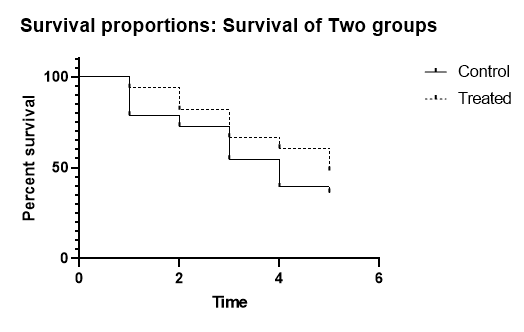 Survival proportions: Survival of Two groups
Control
Treated
Percent survival
100
50
0
0 2 4 6
Time